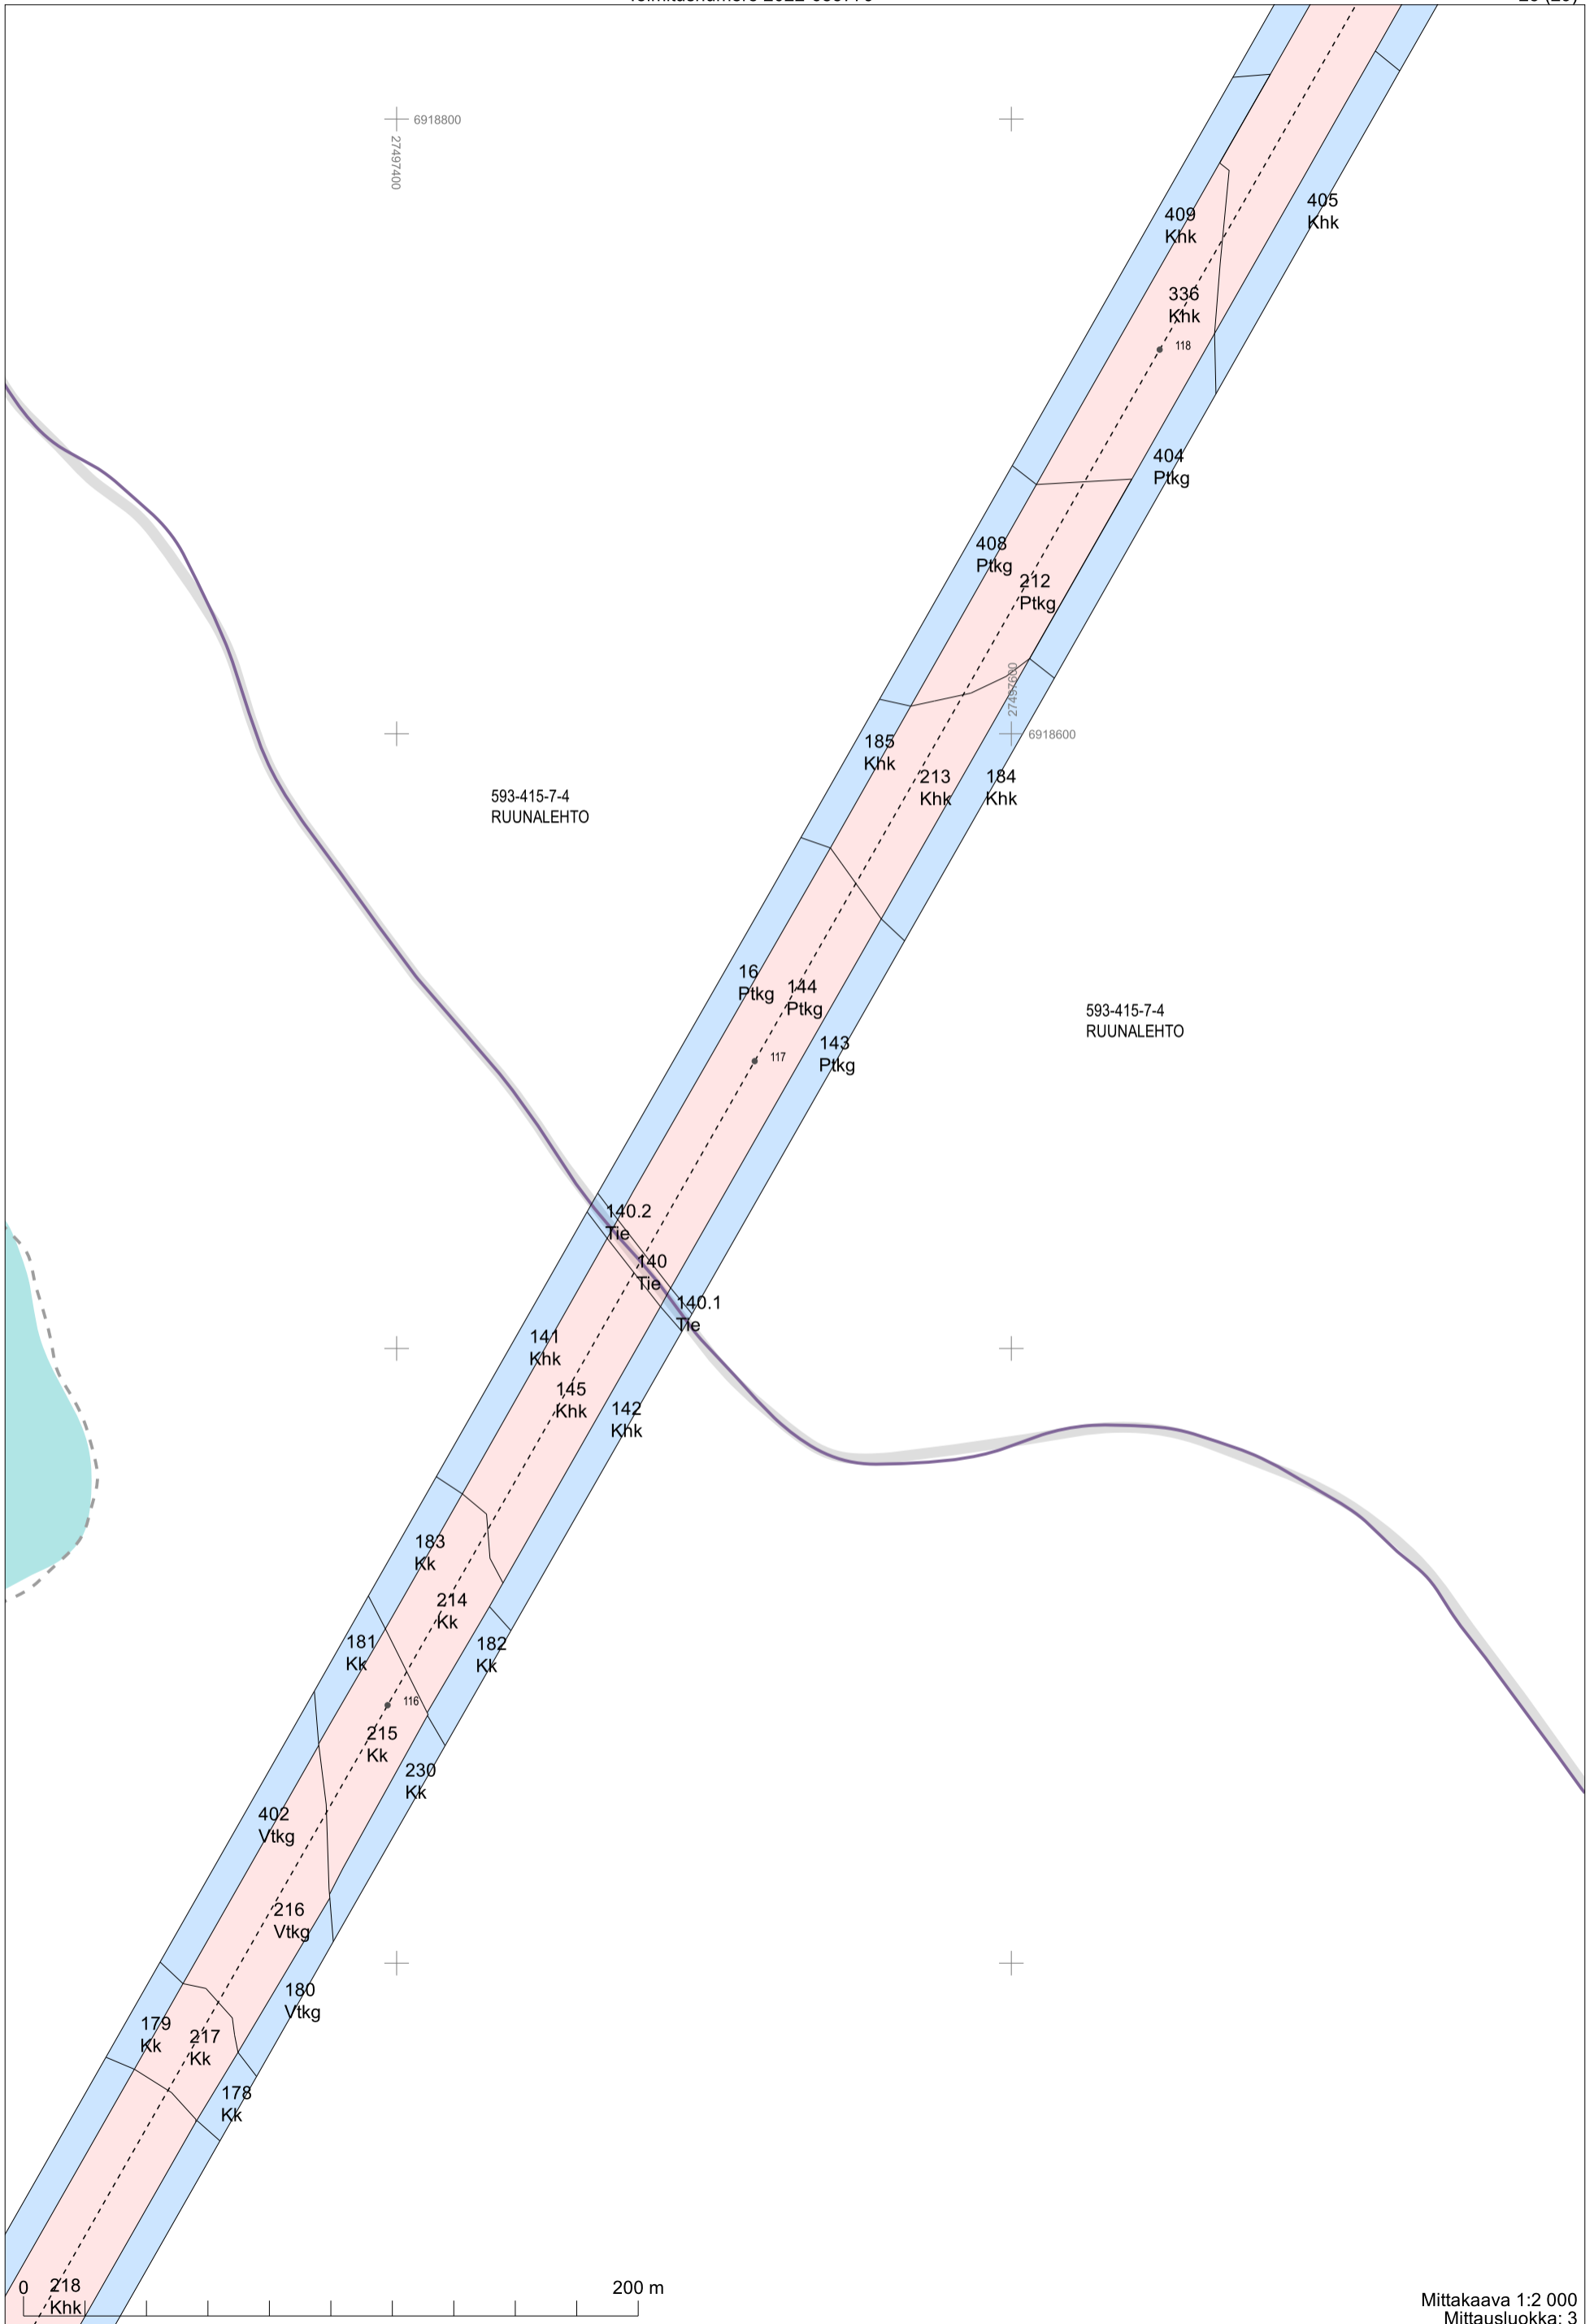 6918800
27497400
405
Khk
409
Khk
336
Khk
118
404
Ptkg
408
Ptkg
212
Ptkg
27497600
6918600
185
Khk
213
Khk
184
Khk
593-415-7-4
RUUNALEHTO
16
Ptkg
144
Ptkg
593-415-7-4
RUUNALEHTO
143
Ptkg
117
140.2
Tie
140
Tie
140.1
Tie
141
Khk
145
Khk
142
Khk
183
Kk
214
Kk
181
Kk
182
Kk
116
215
Kk
230
Kk
402
Vtkg
216
Vtkg
180
Vtkg
179
Kk
217
Kk
178
Kk
218
Khk
0
200 m
Mittakaava 1:2 000
Mittausluokka: 3